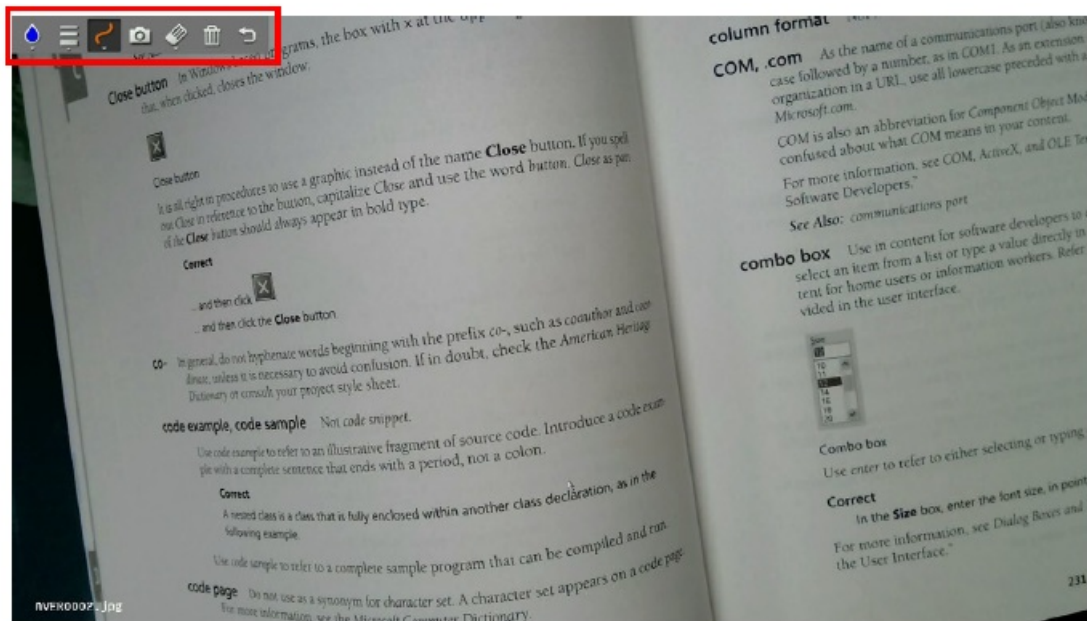 programs, the box with x at the
Close button In Windows-based
that, when clicked, closes the window.
Close button
It is all right in procedures to use a graphic instead of the name Close button. If you spell
out Close in reference to the button, capitalize Close and use the word button. Close as part
of the Close button should always appear in bold type.
Correct
... and then click
... and then click the Close button.
co- In general, do not hyphenate words beginning with the prefix co-, such as coauthor and coor-
dinate, unless it is necessary to avoid confusion. If in doubt, check the American Heritage
Dictionary or consult your project style sheet.
code example, code sample Not code snippet.
Use code example to refer to an illustrative fragment of source code. Introduce a code exam-
ple with a complete sentence that ends with a period, not a colon.
Correct
A nested class is a class that is fully enclosed within another class declaration, as in the
following example.
Use code sample to refer to a complete sample program that can be compiled and run.
code page Do not use as a synonym for character set. A character set appears on a code page.
For more information, see the Microsoft Computer Dictionary.
NVER0002.jpg
column format
COM, .com As the name of a communications port (also
case followed by a number, as in COM1. As an extension
organization in a URL, use all lowercase preceded with a
Microsoft.com.
COM is also an abbreviation for Component Object
confused about what COM means in your content.
For more information, see COM, ActiveX, and OLE
Software Developers."
See Also: communications port
combo box Use in content for software developers to
select an item from a list or type a value directly in
tent for home users or information workers. Refer
vided in the user interface.
10
11
12
14
16
18
20
Combo box
Use enter to refer to either selecting or typing
Correct
In the Size box, enter the font size, in point
For more information, see Dialog Boxes and
the User Interface."
231